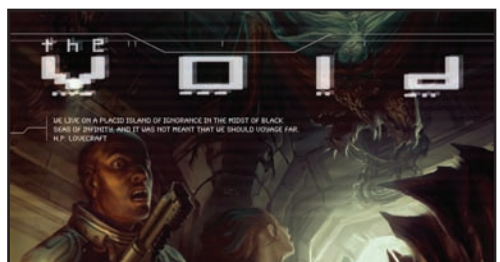 the
VOID
WE LIVE ON A PLACID ISLAND OF IGNORANCE IN THE MIDST OF BLACK
SEAS OF INFINITY, AND IT WAS NOT MEANT THAT WE SHOULD VOYAGE FAR.
H.P. LOVECRAFT